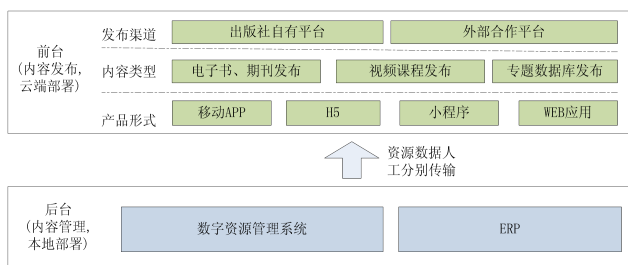 发布渠道 出版社自有平台 外部合作平台
前台
(内容发布,
云端部署)
内容类型 电子书、期刊发布 视频课程发布 专题数据库发布
产品形式 移动APP H5 小程序 WEB应用
资源数据人
工分别传输
后台
(内容管理,
本地部署)
数字资源管理系统 ERP